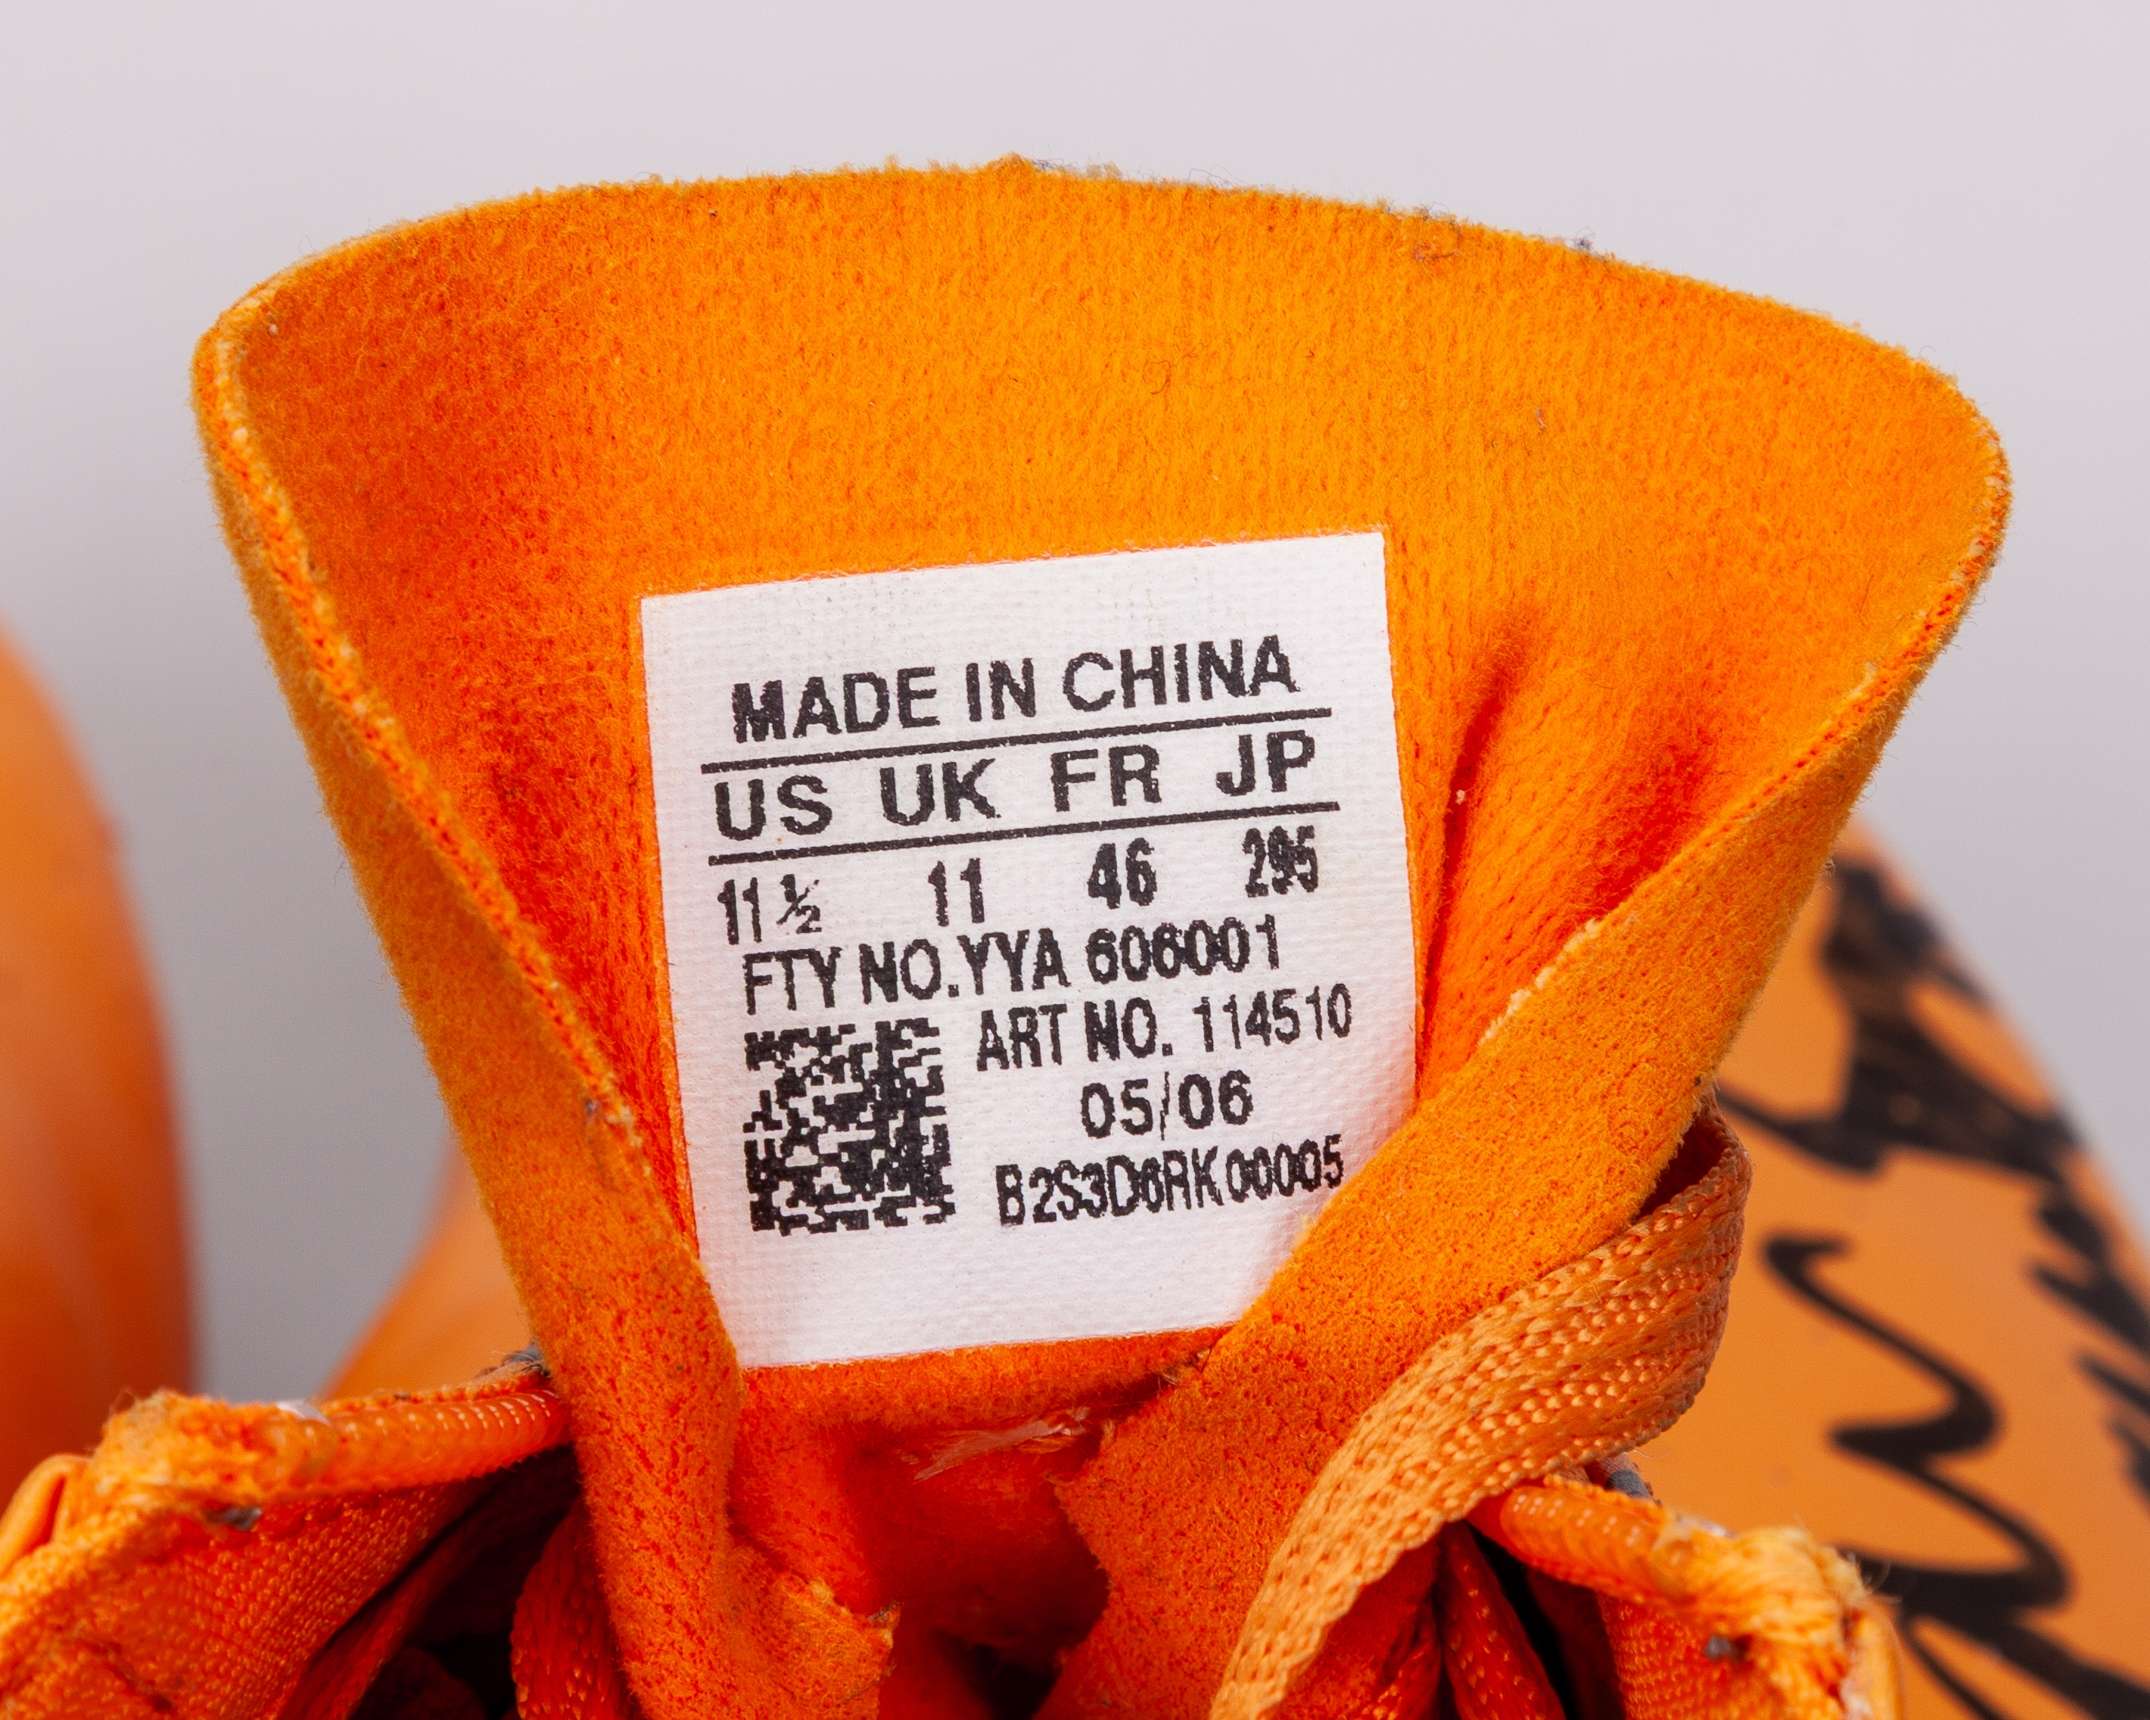 MADE IN CHINA
US UK FR JP
11½ 11 46 295
FTY NO.YYA 606001
ART NO. 114510
05/06
B2S3D6RK00005